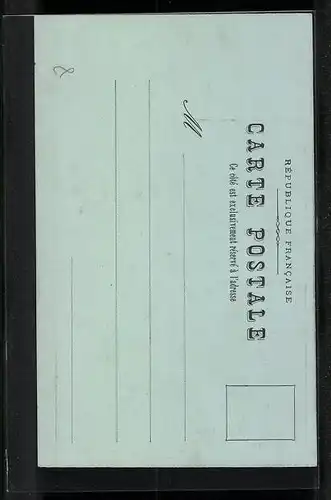 RÉPUBLIQUE FRANÇAISE
CARTE POSTALE
Ce côté est exclusivement réservé à l'adresse
M
8